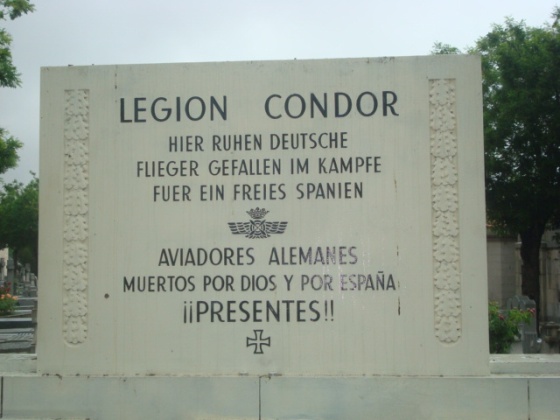 LEGION CONDOR
HIER RUHEN DEUTSCHE
FLIEGER GEFALLEN IM KAMPFE
FUER EIN FREIES SPANIEN
AVIADORES ALEMANES
MUERTOS POR DIOS Y POR ESPAÑA
¡¡PRESENTES!!